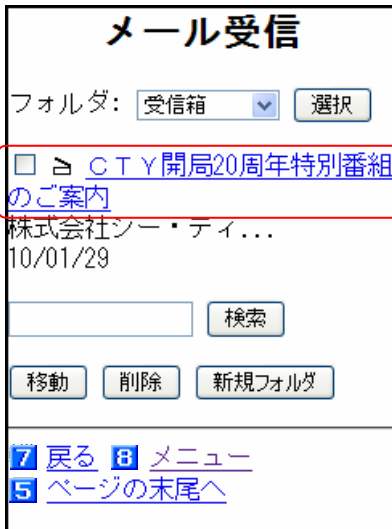 メール受信
フォルダ: 受信箱 選択
ＣＴＹ開局20周年特別番組
のご案内
株式会社シー・ティ...
10/01/29
検索
移動 削除 新規フォルダ
7 戻る 8 メニュー
5 ページの末尾へ